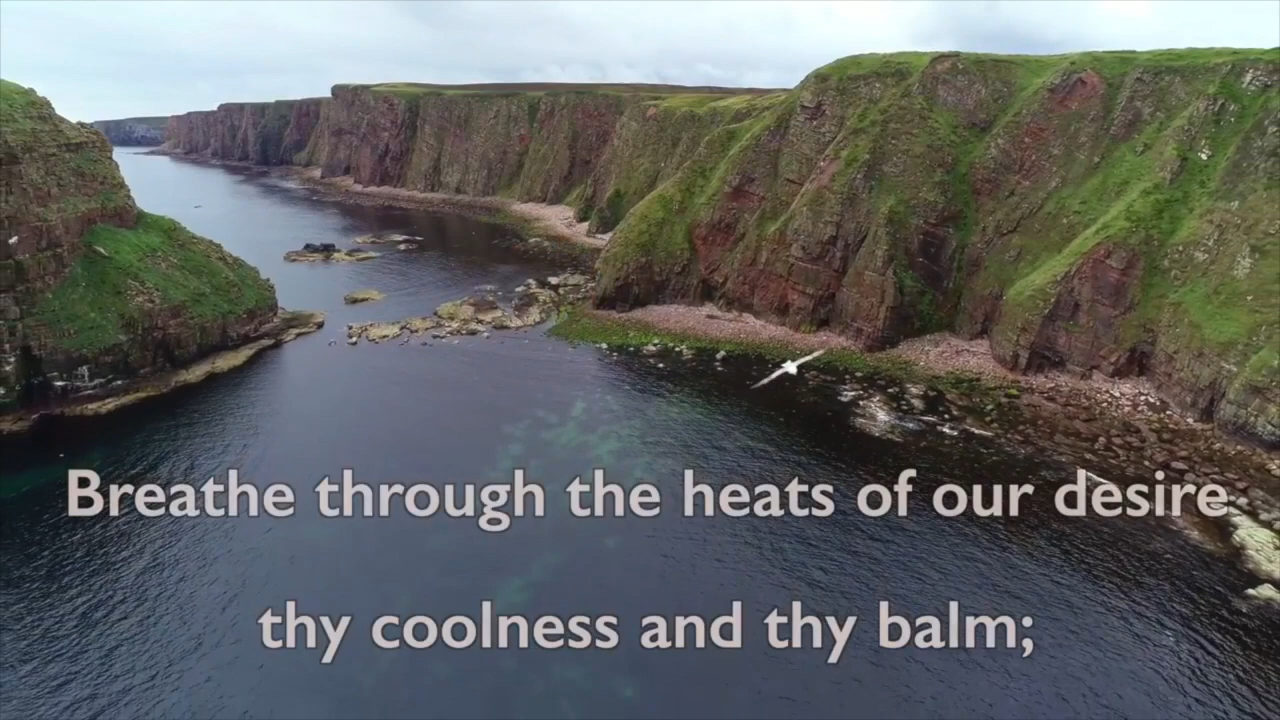 Breathe through the heats of our desire
thy coolness and thy balm;